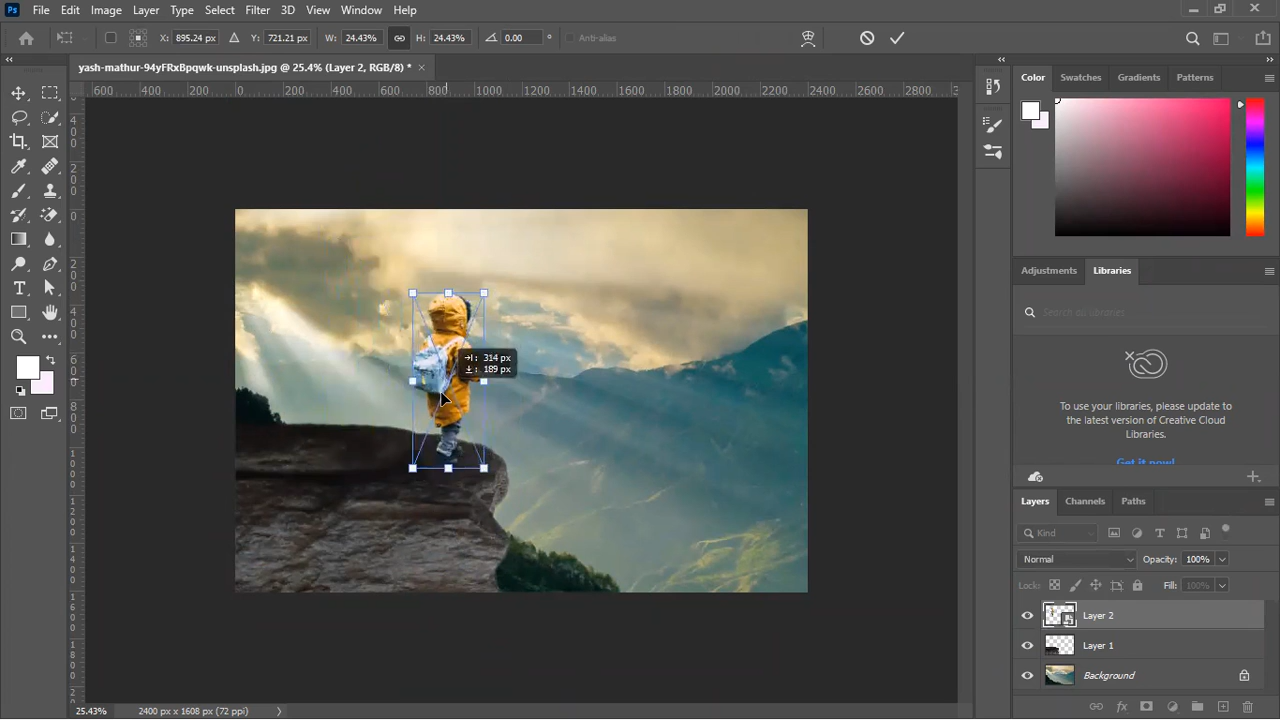 Ps File Edit Image Layer Type Select Filter 3D View Window Help
X: 895.24 px Y: 721.21 px W: 24.43% H: 24.43% 0.00 ° Anti-alias
yash-mathur-94yFRxBpqwk-unsplash.jpg @ 25.4% (Layer 2, RGB/8) *
600 400 200 0 200 400 600 800 1000 1200 1400 1600 1800 2000 2200 2400 2600 2800
Color Swatches Gradients Patterns
Adjustments Libraries
Search all libraries
To use your libraries, please update to
the latest version of Creative Cloud
Libraries.
Get it now!
314 px
189 px
Layers Channels Paths
Kind
Normal Opacity: 100%
Lock: Fill: 100%
Layer 2
Layer 1
Background
25.43% 2400 px x 1608 px (72 ppi)